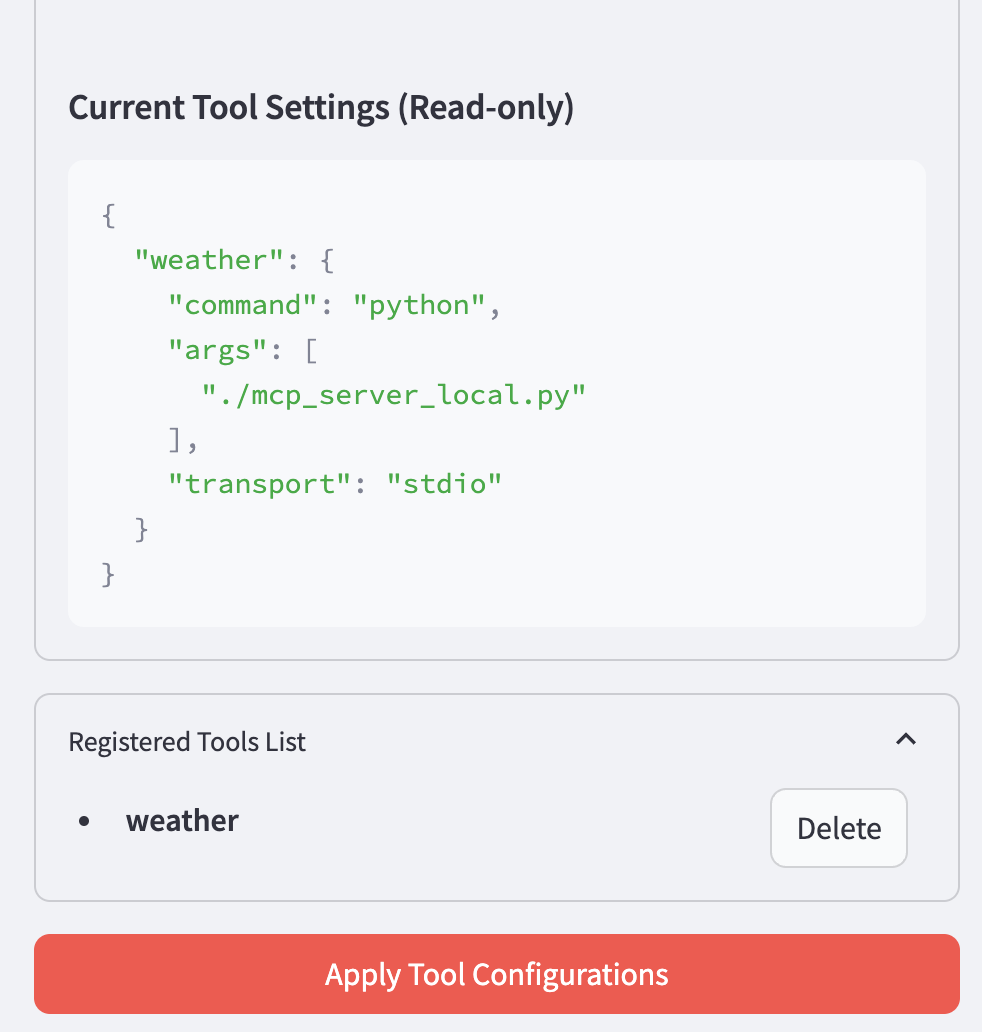 Current Tool Settings (Read-only)
{
  "weather": {
    "command": "python",
    "args": [
      "./mcp_server_local.py"
    ],
    "transport": "stdio"
  }
}
Registered Tools List
• weather
Delete
Apply Tool Configurations